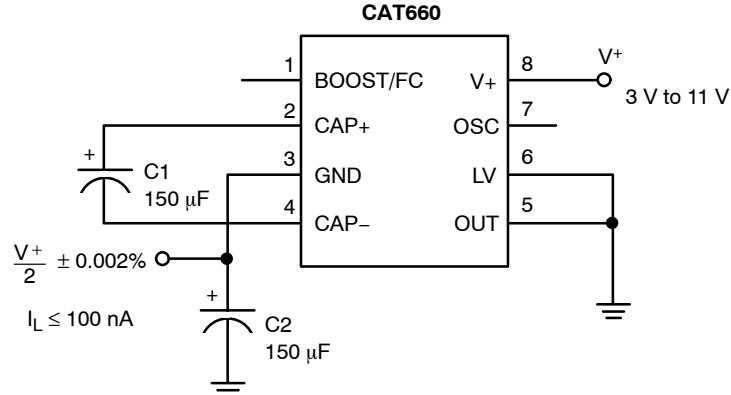 CAT660
1 BOOST/FC V+ 8 V+
3 V to 11 V
2 CAP+ OSC 7
+ C1 150 μF
3 GND LV 6
4 CAP– OUT 5
V+/2 ± 0.002%
IL ≤ 100 nA
+ C2
150 μF